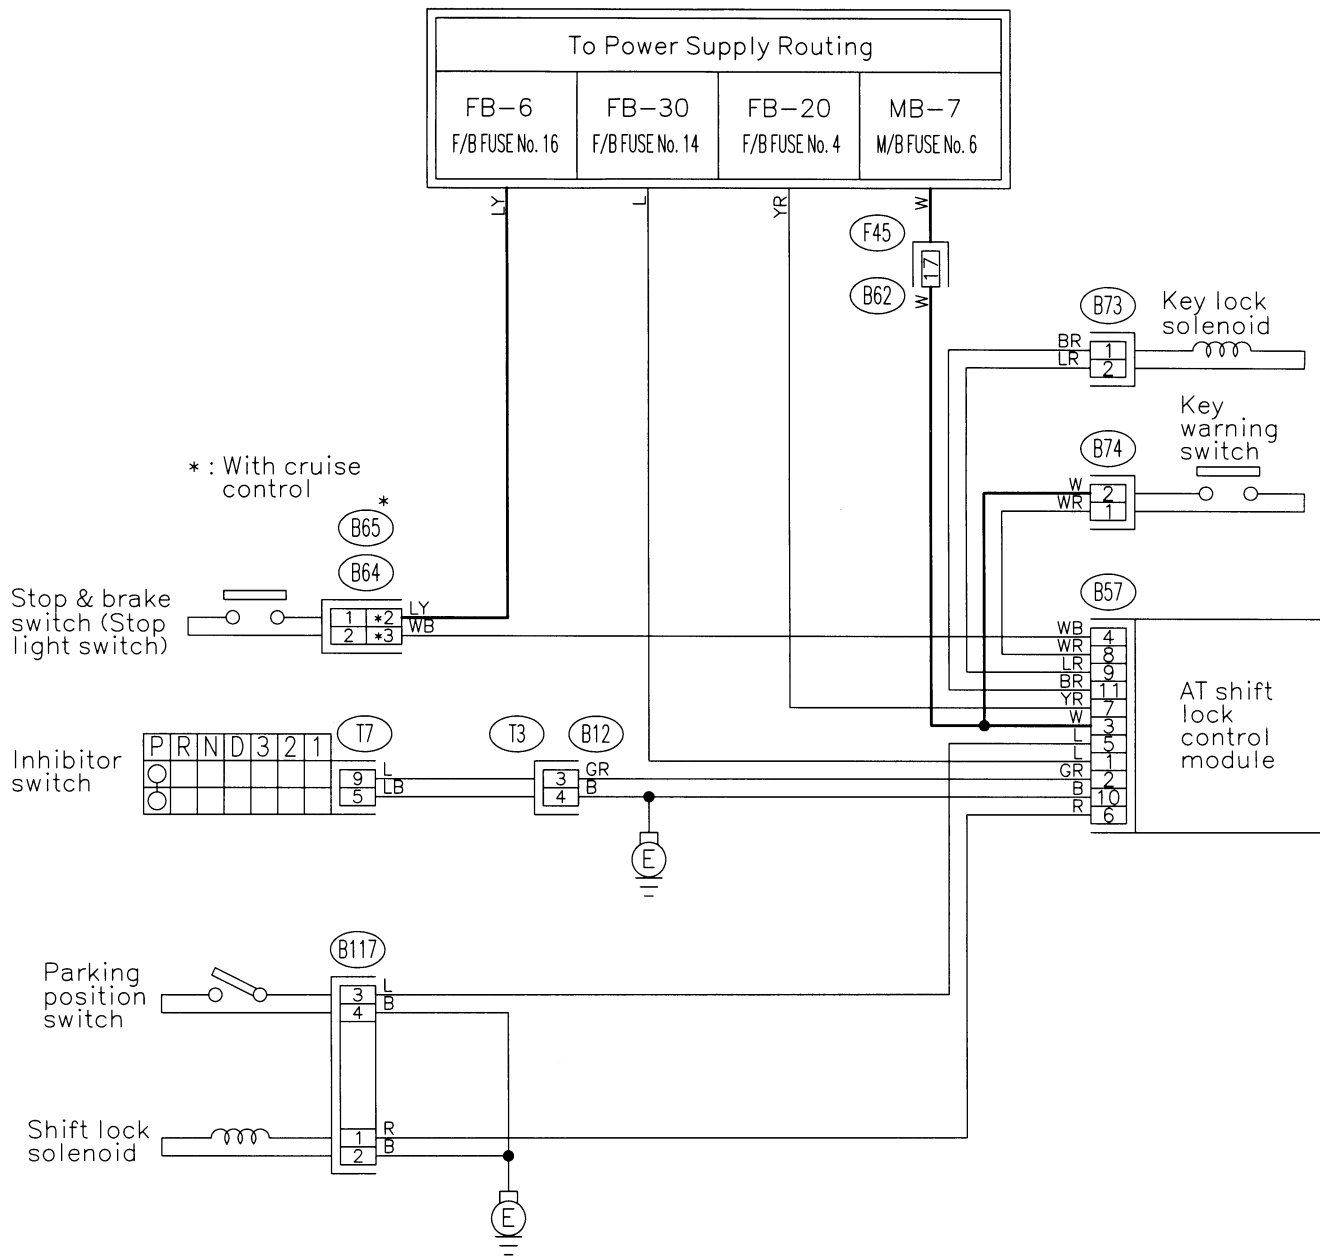 To Power Supply Routing
FB-6
F/B FUSE No. 16
FB-30
F/B FUSE No. 14
FB-20
F/B FUSE No. 4
MB-7
M/B FUSE No. 6
LY
L
YR
W
F45
17
B62
W
B73
Key lock
solenoid
BR 1
LR 2
B74
Key
warning
switch
W 2
WR 1
* : With cruise
control
*
B65
B64
Stop & brake
switch (Stop
light switch)
1 *2 LY
2 *3 WB
B57
WB 4
WR 8
LR 9
BR 11
YR 7
W 3
L 5
L 1
GR 2
B 10
R 6
AT shift
lock
control
module
Inhibitor
switch
P R N D 3 2 1
T7
9 L
5 LB
T3
B12
3 GR
4 B
E
B117
Parking
position
switch
3 L
4 B
Shift lock
solenoid
1 R
2 B
E